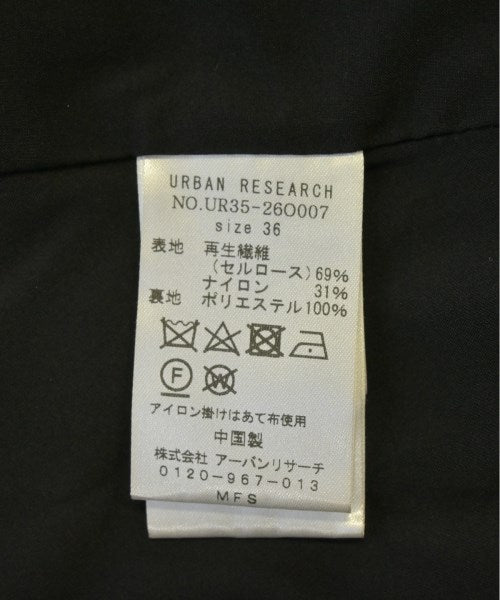 URBAN RESEARCH
NO.UR35-26O007
size 36
表地 再生繊維
(セルロース)69%
ナイロン 31%
裏地 ポリエステル100%
F W
アイロン掛けはあて布使用
中国製
株式会社 アーバンリサーチ
0120-967-013
MFS